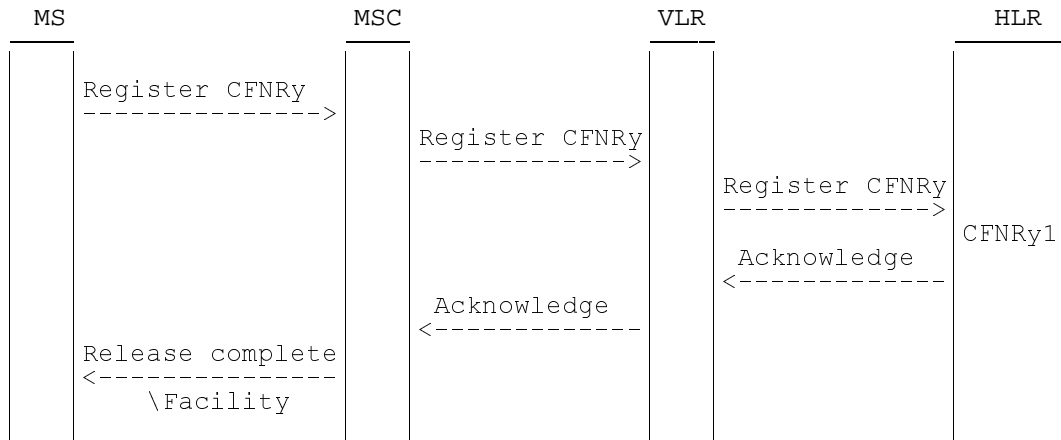 MS MSC VLR HLR
Register CFNRy
--------------->
Register CFNRy
------------->
Register CFNRy
------------->
CFNRy1
Acknowledge
<-------------
Acknowledge
<-------------
Release complete
<---------------
\Facility